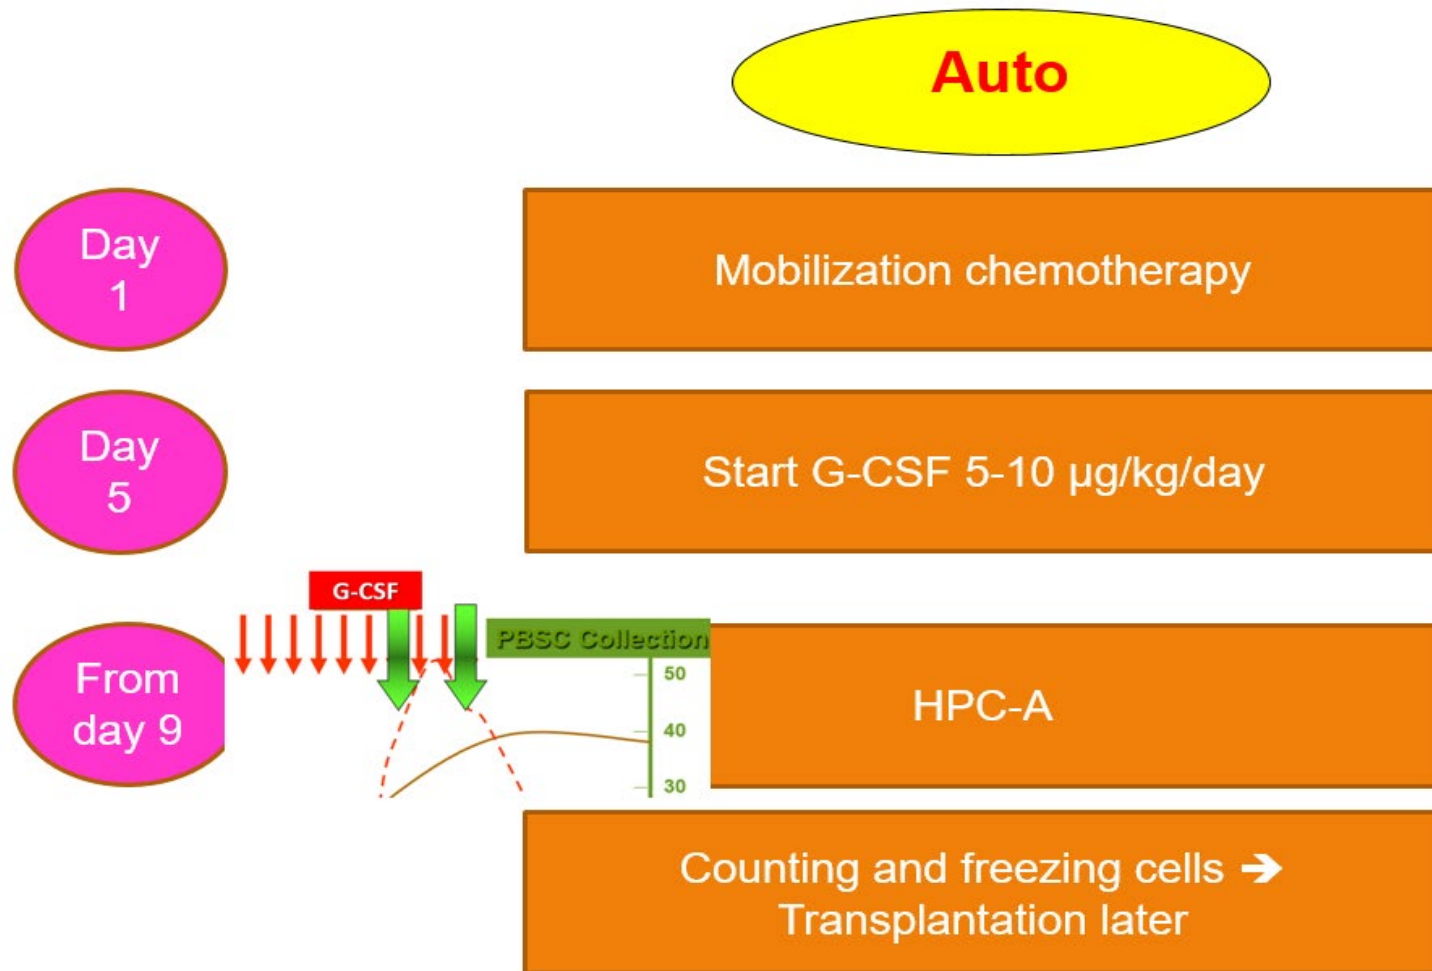 Auto
Day
1
Mobilization chemotherapy
Day
5
Start G-CSF 5-10 µg/kg/day
G-CSF
PBSC Collection
From
day 9
50
40
30
HPC-A
Counting and freezing cells ➔
Transplantation later